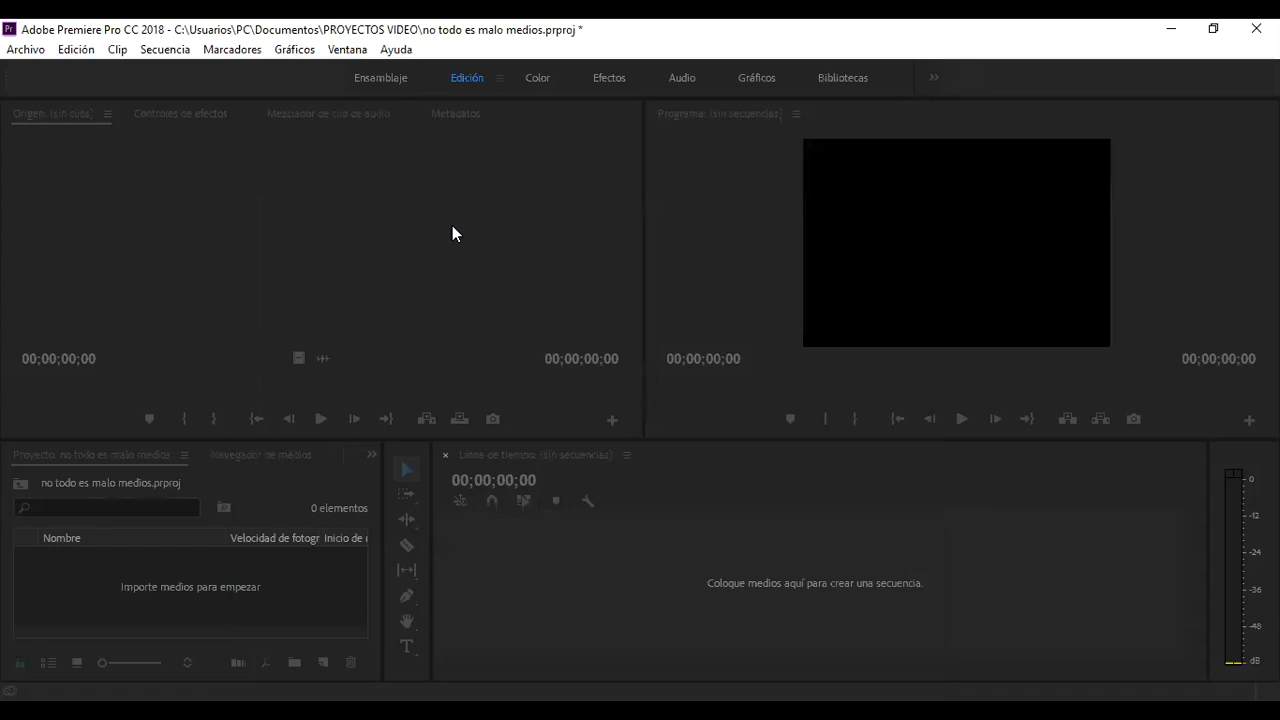 Pr Adobe Premiere Pro CC 2018 - C:\Usuarios\PC\Documentos\PROYECTOS VIDEO\no todo es malo medios.prproj *
Archivo Edición Clip Secuencia Marcadores Gráficos Ventana Ayuda
Ensamblaje Edición Color Efectos Audio Gráficos Bibliotecas
Origen: (sin clips) Controles de efectos Mezclador de clip de audio Metadatos
Programa: (sin secuencias)
00;00;00;00 00;00;00;00
00;00;00;00 00;00;00;00
Proyecto: no todo es malo medios Navegador de medios
no todo es malo medios.prproj
0 elementos
Nombre Velocidad de fotogr Inicio de
Importe medios para empezar
Línea de tiempo: (sin secuencias)
00;00;00;00
Coloque medios aquí para crear una secuencia.
T
0
-12
-24
-36
-48
dB